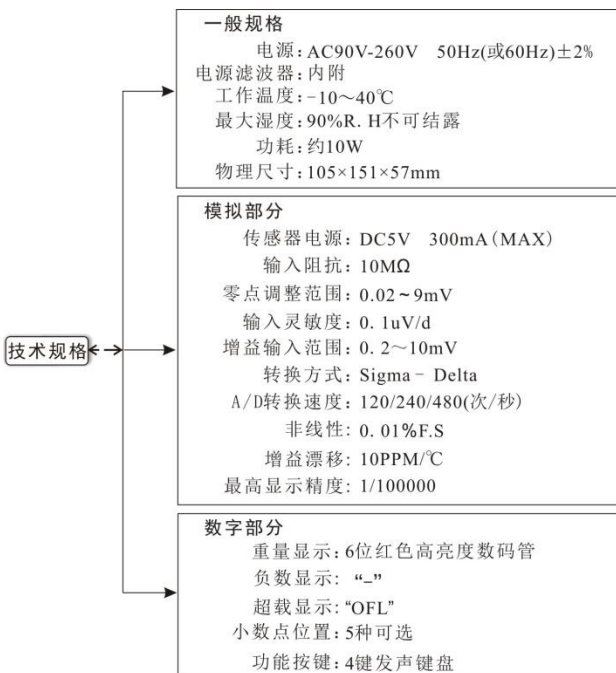 一般规格
电源:AC90V-260V 50Hz(或60Hz)±2%
电源滤波器:内附
工作温度:-10～40℃
最大湿度:90%R. H不可结露
功耗:约10W
物理尺寸:105×151×57mm
模拟部分
传感器电源: DC5V 300mA(MAX)
输入阻抗: 10MΩ
零点调整范围: 0.02～9mV
输入灵敏度: 0. 1uV/d
增益输入范围: 0. 2～10mV
转换方式: Sigma－Delta
A/D转换速度: 120/240/480(次/秒)
非线性: 0. 01%F.S
增益漂移: 10PPM/℃
最高显示精度: 1/100000
技术规格
数字部分
重量显示:6位红色高亮度数码管
负数显示: “-”
超载显示:“OFL”
小数点位置:5种可选
功能按键:4键发声键盘